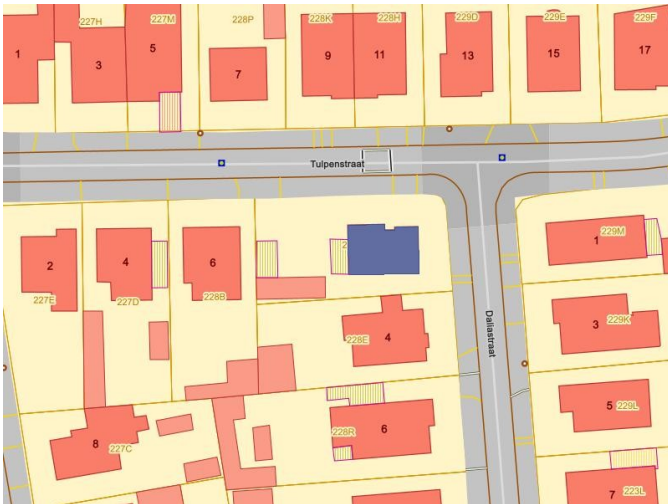 227H
227M
228P
228K
228H
229D
229E
229F
1
3
5
7
9
11
13
15
17
Tulpenstraat
2
227E
4
227D
6
228B
1
229M
228E
4
Daliastraat
3
229K
228R
6
5
229L
8
227C
7
223L